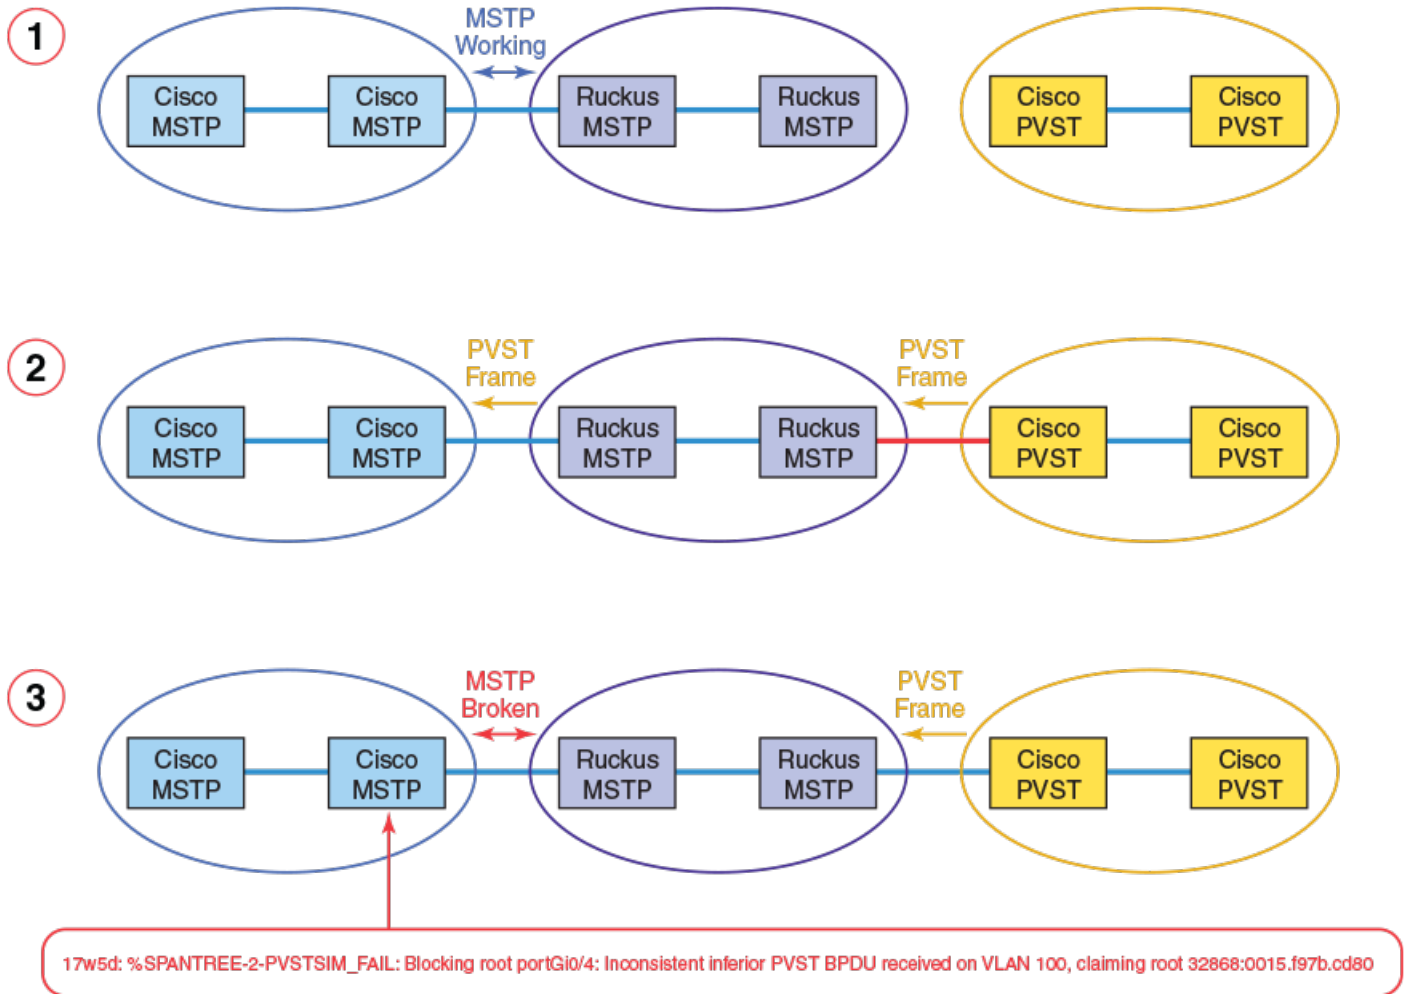 1
MSTP
Working
Cisco
MSTP
Cisco
MSTP
Ruckus
MSTP
Ruckus
MSTP
Cisco
PVST
Cisco
PVST
2
PVST
Frame
PVST
Frame
Cisco
MSTP
Cisco
MSTP
Ruckus
MSTP
Ruckus
MSTP
Cisco
PVST
Cisco
PVST
3
MSTP
Broken
PVST
Frame
Cisco
MSTP
Cisco
MSTP
Ruckus
MSTP
Ruckus
MSTP
Cisco
PVST
Cisco
PVST
17w5d: %SPANTREE-2-PVSTSIM_FAIL: Blocking root portGi0/4: Inconsistent inferior PVST BPDU received on VLAN 100, claiming root 32868:0015.f97b.cd80